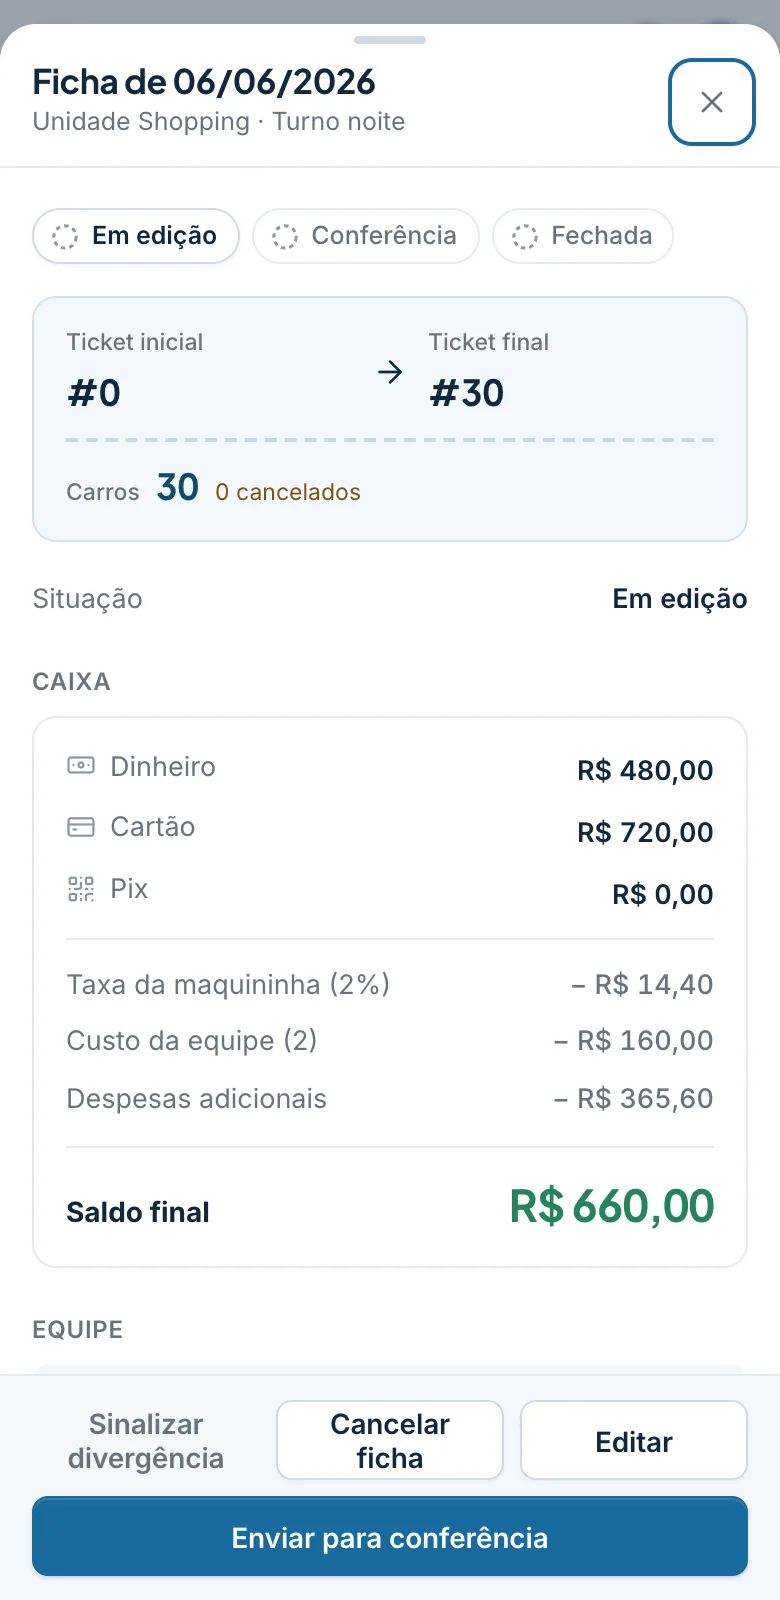 Ficha de 06/06/2026
Unidade Shopping · Turno noite
Em edição
Conferência
Fechada
Ticket inicial
Ticket final
#0
#30
Carros 30 0 cancelados
Situação Em edição
CAIXA
Dinheiro R$ 480,00
Cartão R$ 720,00
Pix R$ 0,00
Taxa da maquininha (2%) – R$ 14,40
Custo da equipe (2) – R$ 160,00
Despesas adicionais – R$ 365,60
Saldo final R$ 660,00
EQUIPE
Sinalizar
divergência
Cancelar
ficha
Editar
Enviar para conferência